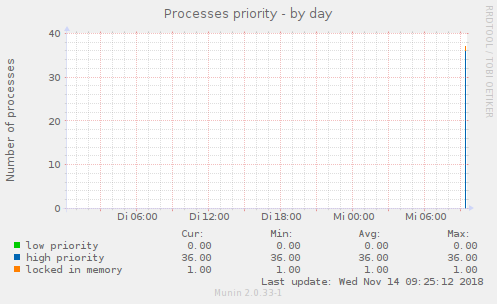 Processes priority - by day
RRDTOOL / TOBI OETIKER
Number of processes
40
30
20
10
0
Di 06:00 Di 12:00 Di 18:00 Mi 00:00 Mi 06:00
Cur: Min: Avg: Max:
low priority 0.00 0.00 0.00 0.00
high priority 36.00 36.00 36.00 36.00
locked in memory 1.00 1.00 1.00 1.00
Last update: Wed Nov 14 09:25:12 2018
Munin 2.0.33-1